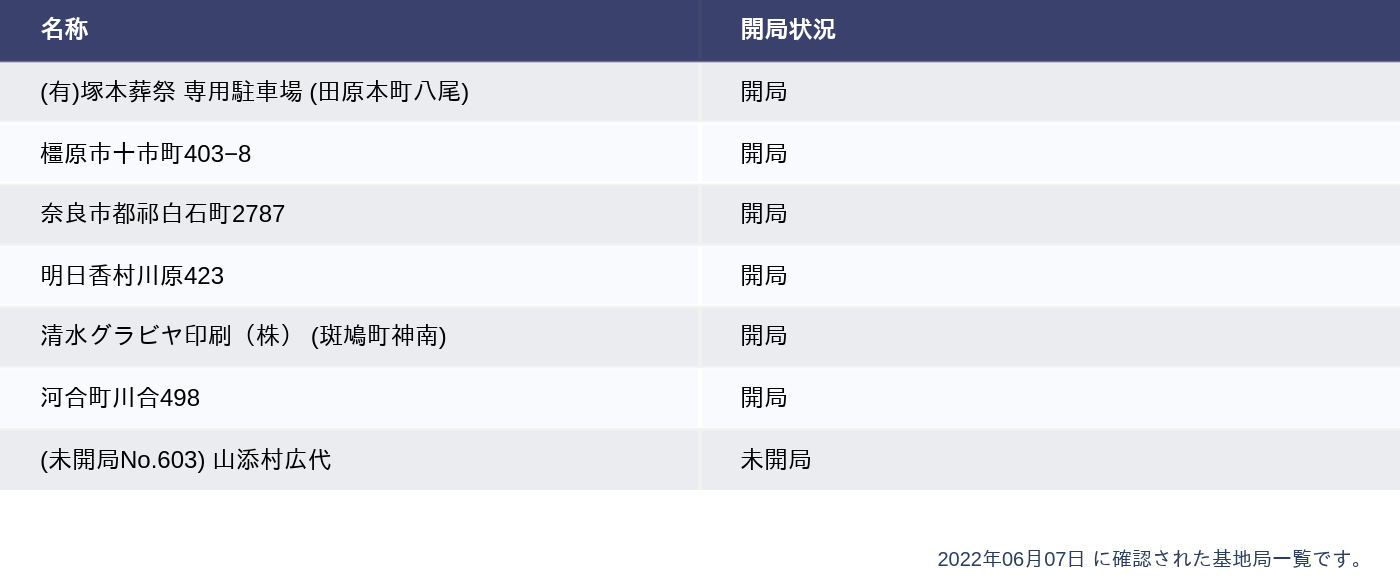 名称 開局状況
(有)塚本葬祭 専用駐車場 (田原本町八尾) 開局
橿原市十市町403−8 開局
奈良市都祁白石町2787 開局
明日香村川原423 開局
清水グラビヤ印刷（株） (斑鳩町神南) 開局
河合町川合498 開局
(未開局No.603) 山添村広代 未開局
2022年06月07日 に確認された基地局一覧です。